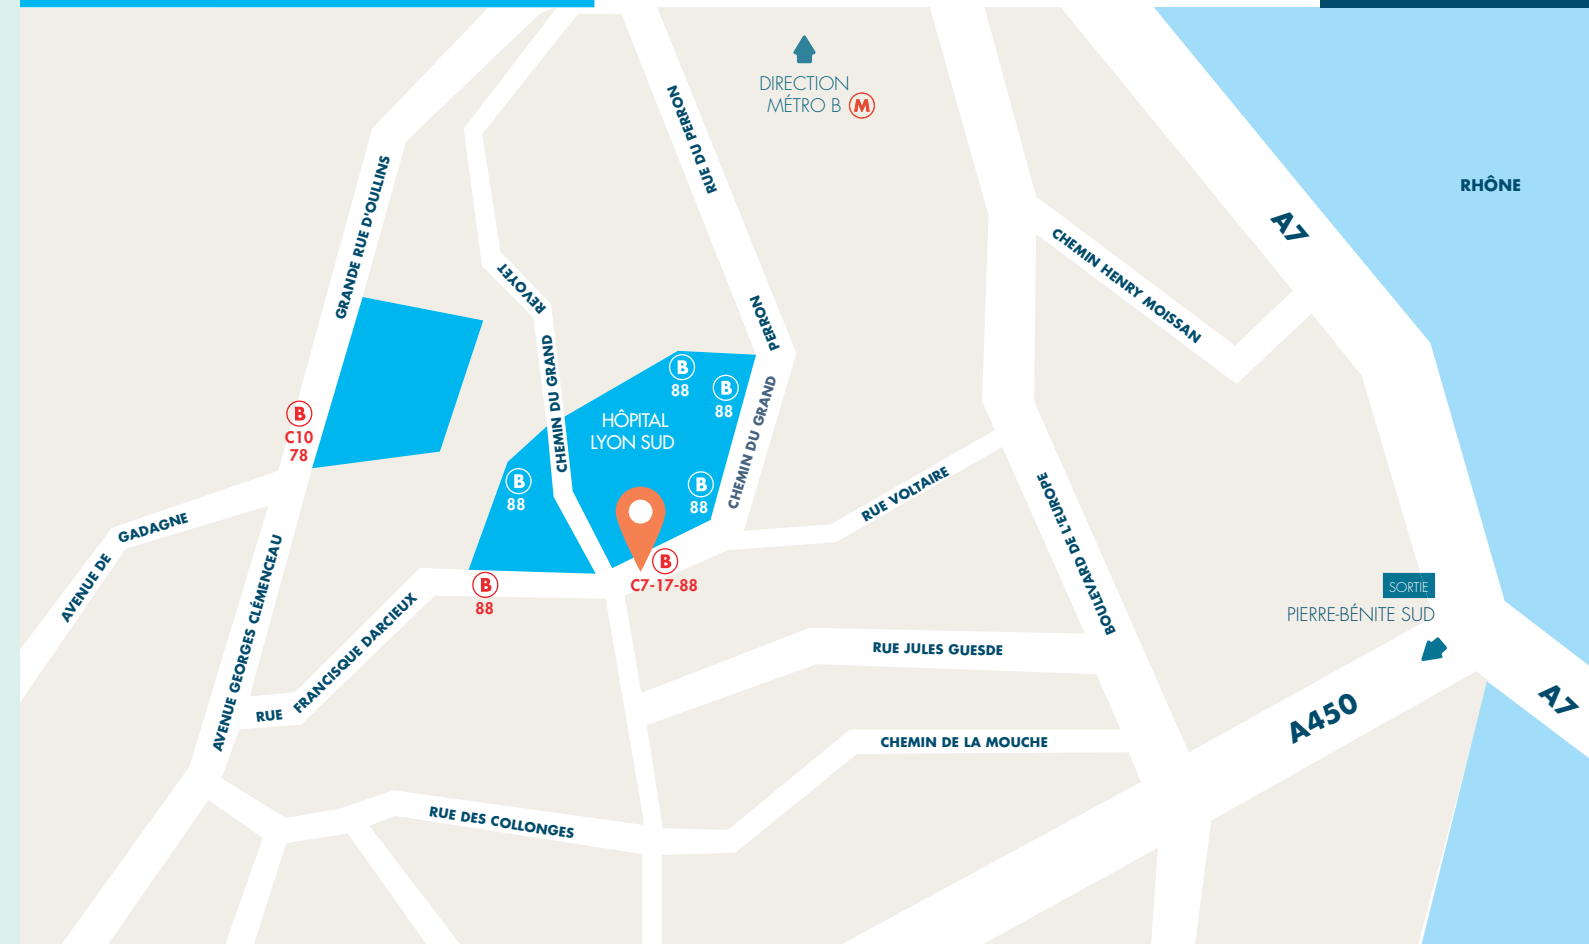 DIRECTION
MÉTRO B M
RUE DU PERRON
GRANDE RUE D'OULLINS
RHÔNE
A7
CHEMIN HENRY MOISSAN
REVOYET
CHEMIN DU GRAND
PERRON
CHEMIN DU GRAND
B
88
B
88
HÔPITAL
LYON SUD
B
C10
78
B
88
B
88
RUE VOLTAIRE
BOULEVARD DE L'EUROPE
GADAGNE
AVENUE DE
AVENUE GEORGES CLÉMENCEAU
B
C7-17-88
B
88
SORTIE
PIERRE-BÉNITE SUD
FRANCISQUE DARCIEUX
RUE
RUE JULES GUESDE
A7
A450
CHEMIN DE LA MOUCHE
RUE DES COLLONGES